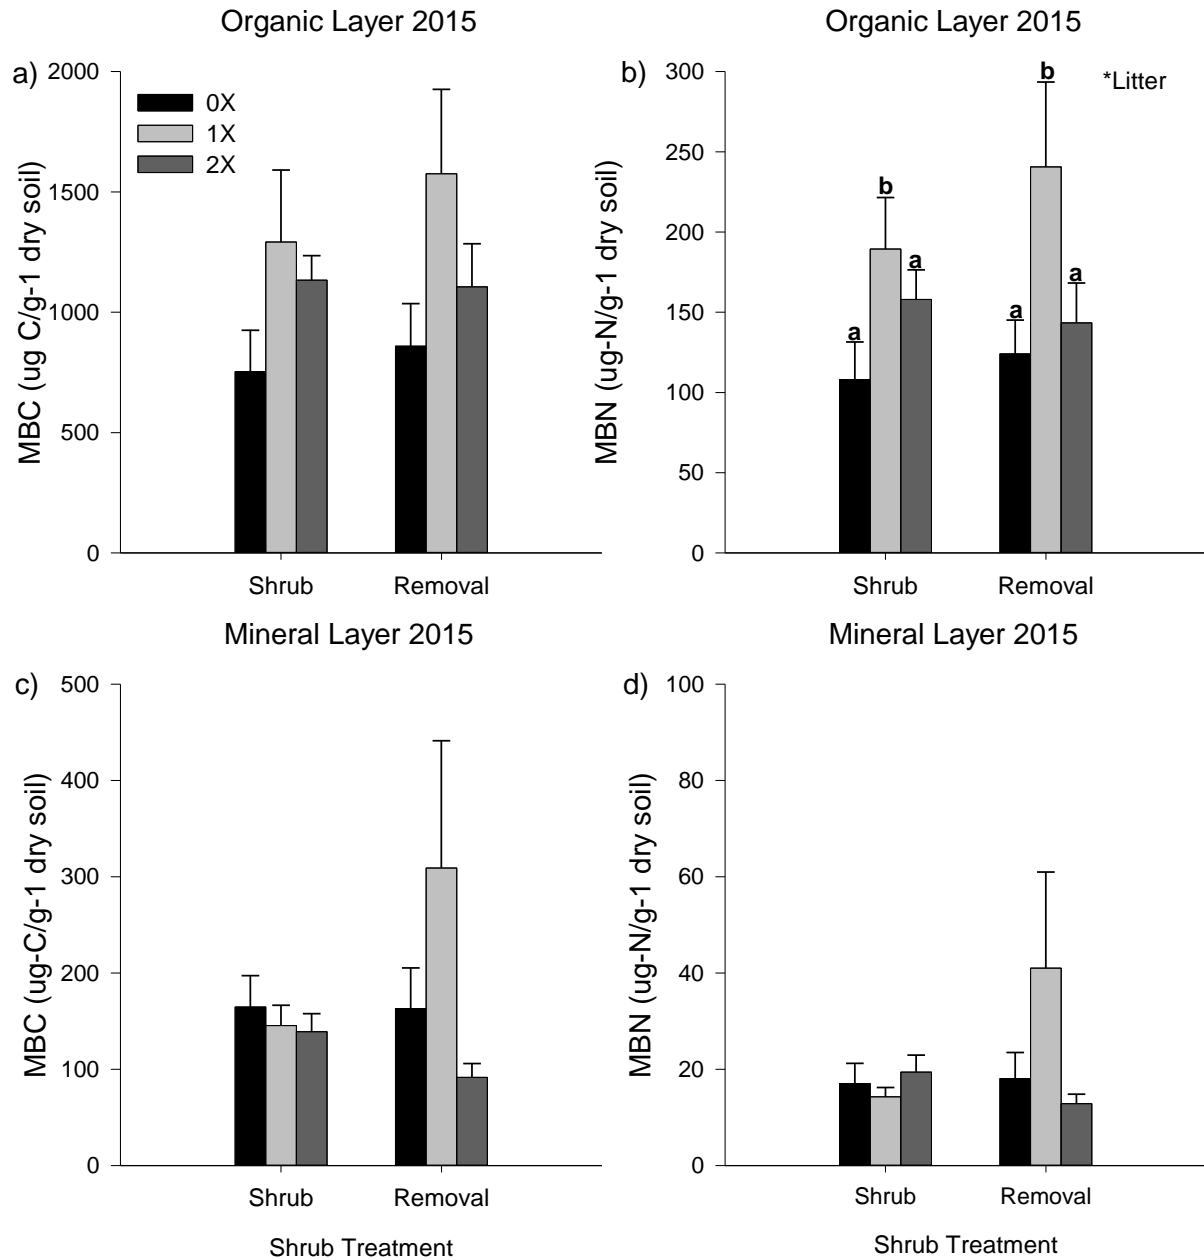 Organic Layer 2015
a)
MBC (ug C/g-1 dry soil)
2000
1500
1000
500
0
0X
1X
2X
Shrub Removal
Organic Layer 2015
b)
MBN (ug-N/g-1 dry soil)
300
250
200
150
100
50
0
*Litter
a
b
a
a
b
a
Shrub Removal
Mineral Layer 2015
c)
MBC (ug-C/g-1 dry soil)
500
400
300
200
100
0
Shrub Removal
Shrub Treatment
Mineral Layer 2015
d)
MBN (ug-N/g-1 dry soil)
100
80
60
40
20
0
Shrub Removal
Shrub Treatment